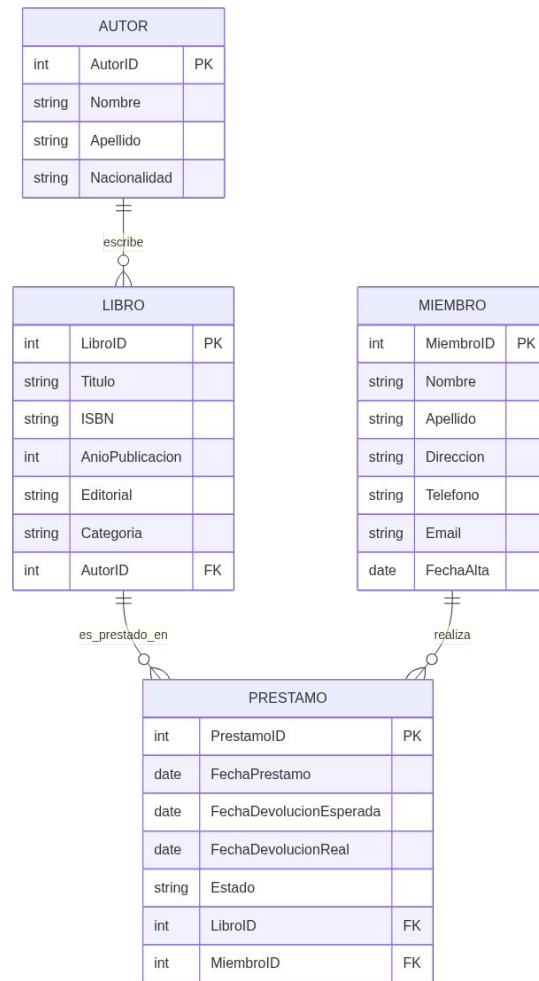 AUTOR
int AutorID PK
string Nombre
string Apellido
string Nacionalidad
escribe
LIBRO
int LibroID PK
string Titulo
string ISBN
int AnioPublicacion
string Editorial
string Categoria
int AutorID FK
MIEMBRO
int MiembroID PK
string Nombre
string Apellido
string Direccion
string Telefono
string Email
date FechaAlta
es_prestado_en
realiza
PRESTAMO
int PrestamoID PK
date FechaPrestamo
date FechaDevolucionEsperada
date FechaDevolucionReal
string Estado
int LibroID FK
int MiembroID FK